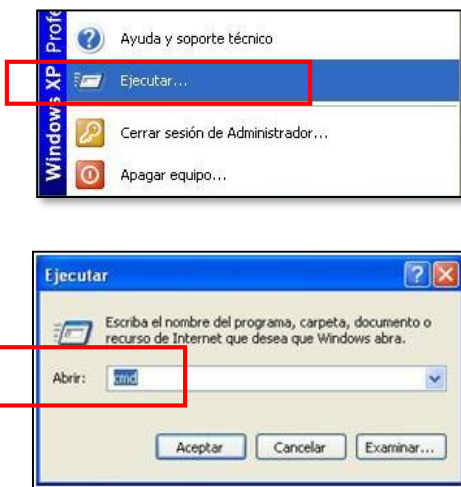 Windows XP Profe
Ayuda y soporte técnico
Ejecutar...
Cerrar sesión de Administrador...
Apagar equipo...
Ejecutar
Escriba el nombre del programa, carpeta, documento o
recurso de Internet que desea que Windows abra.
Abrir: cmd
Aceptar Cancelar Examinar...